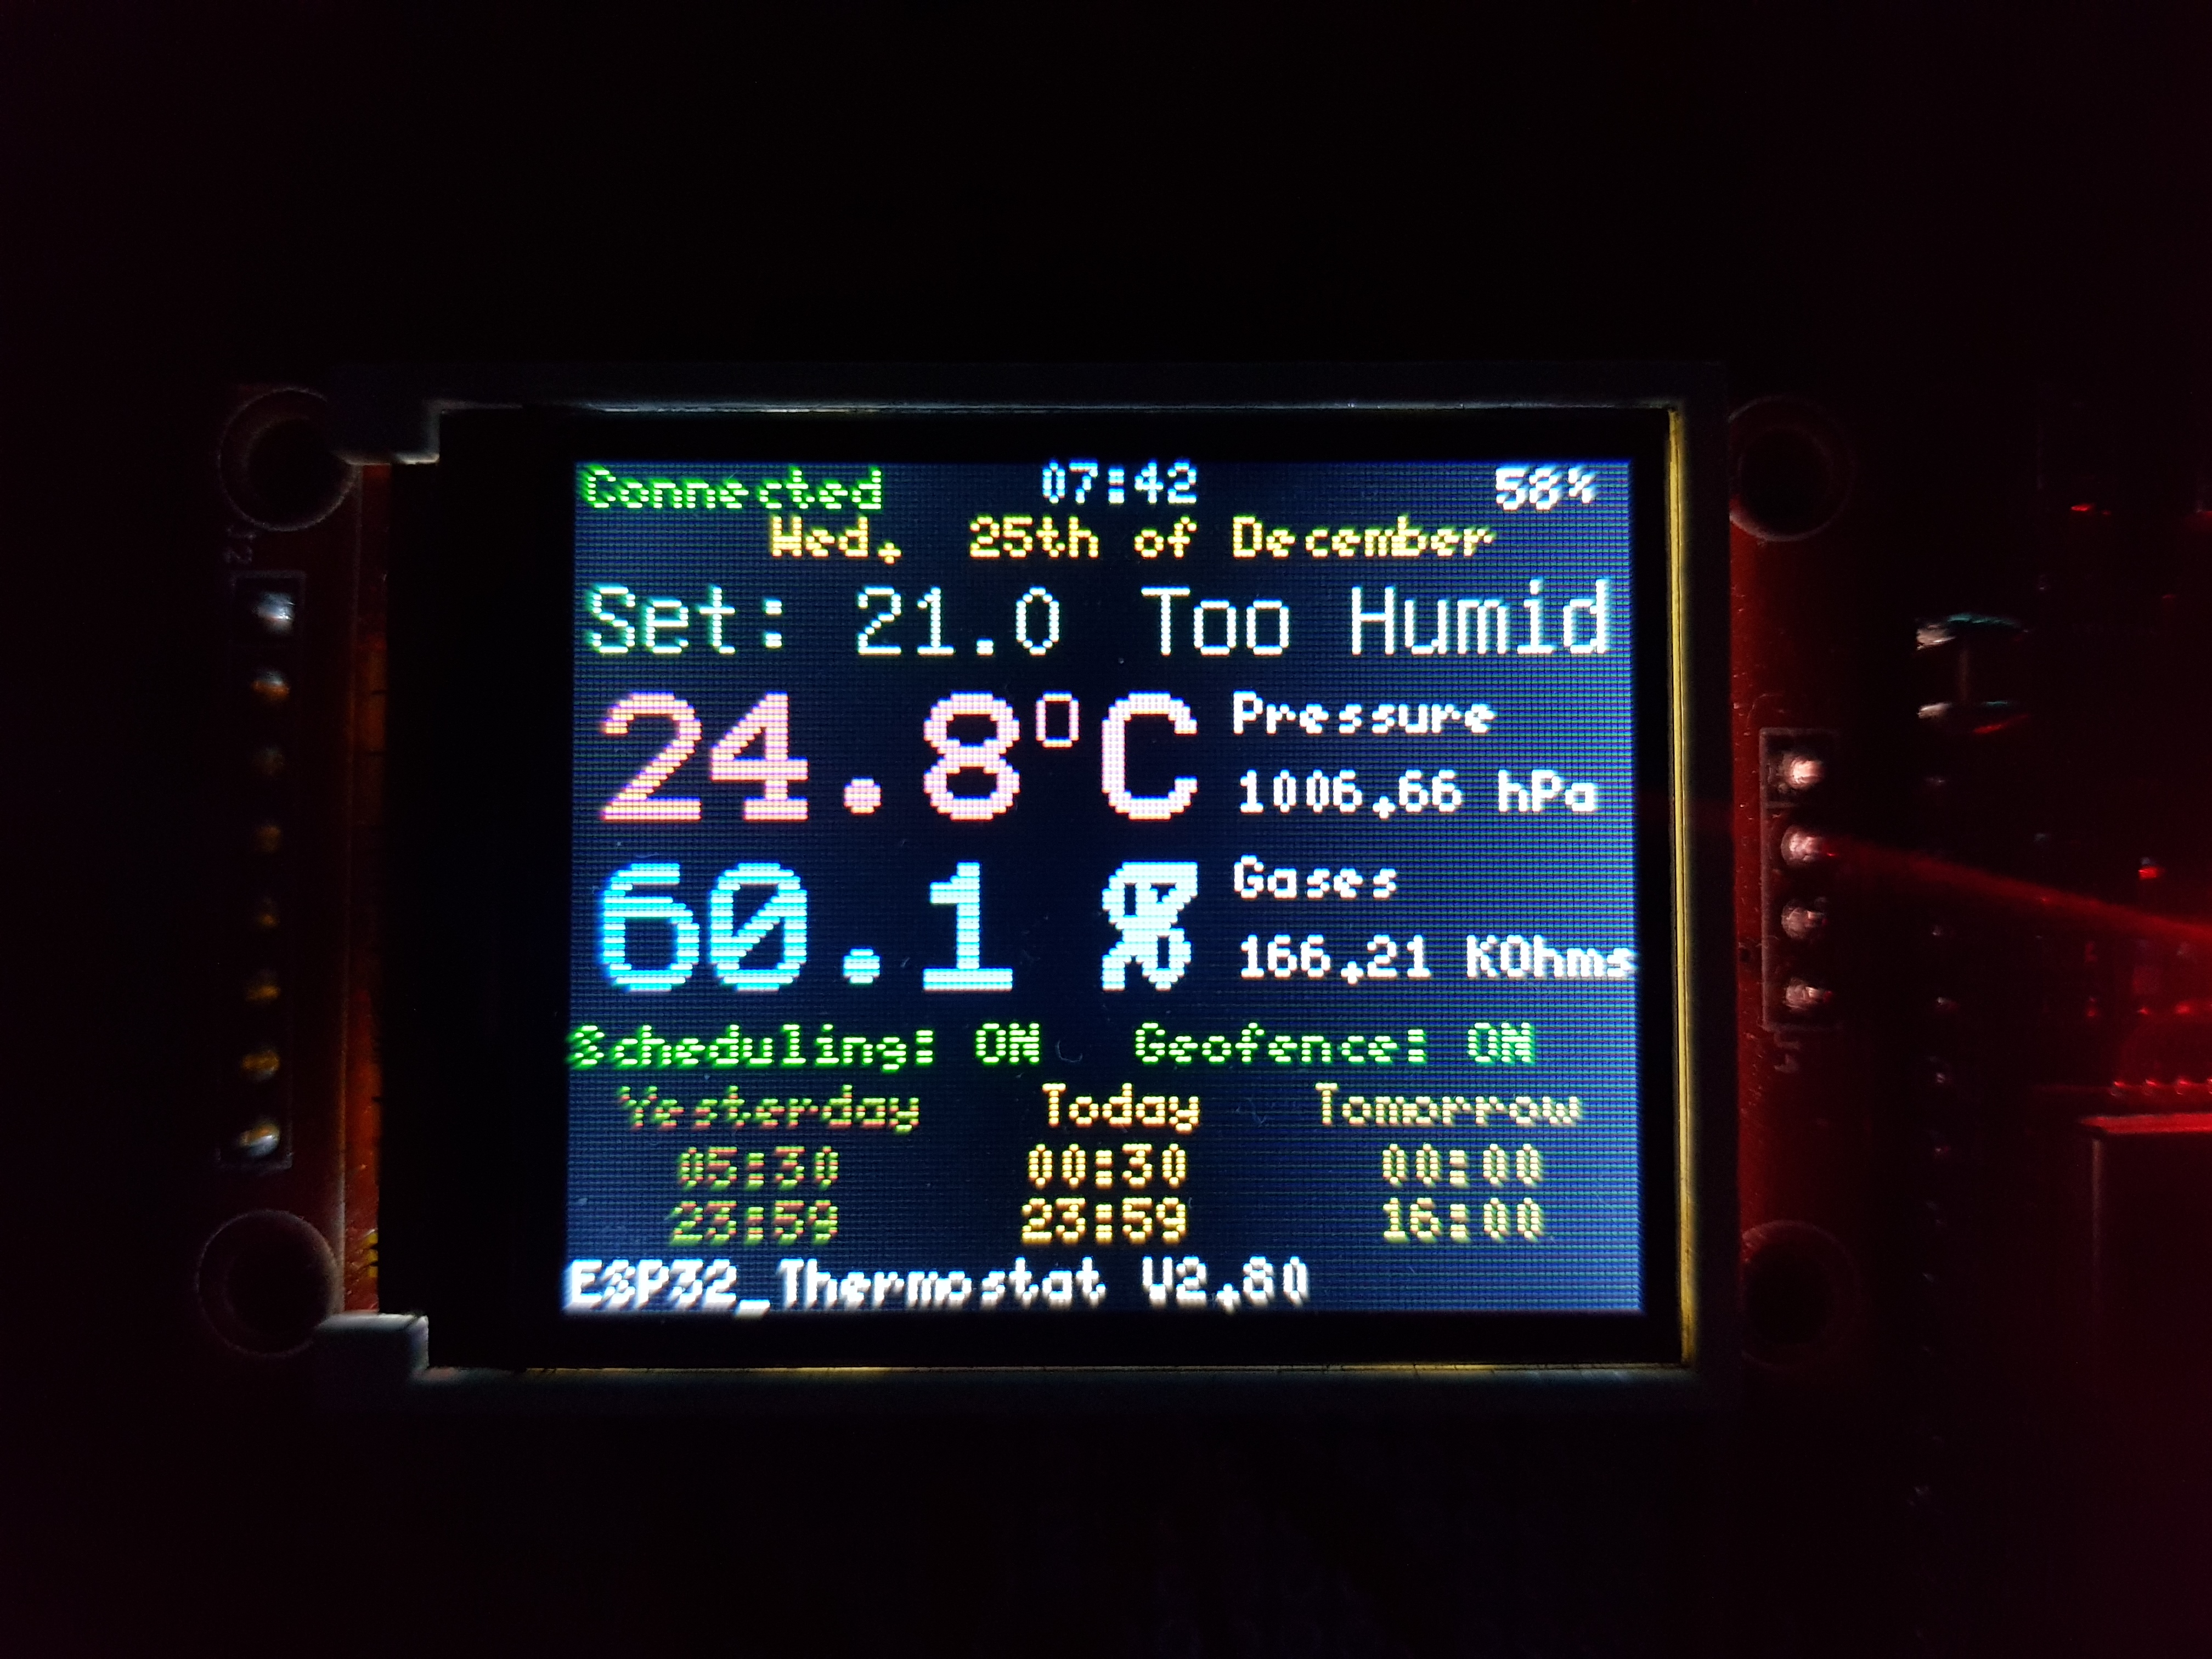 Connected 07:42 58%
Wed. 25th of December
Set: 21.0 Too Humid
24.8°C Pressure
1006.66 hPa
60.1 % Gases
166.21 KOhms
Scheduling: ON Geofence: ON
Yesterday Today Tomorrow
05:30 00:30 00:00
23:59 23:59 16:00
ESP32_Thermostat V2.80